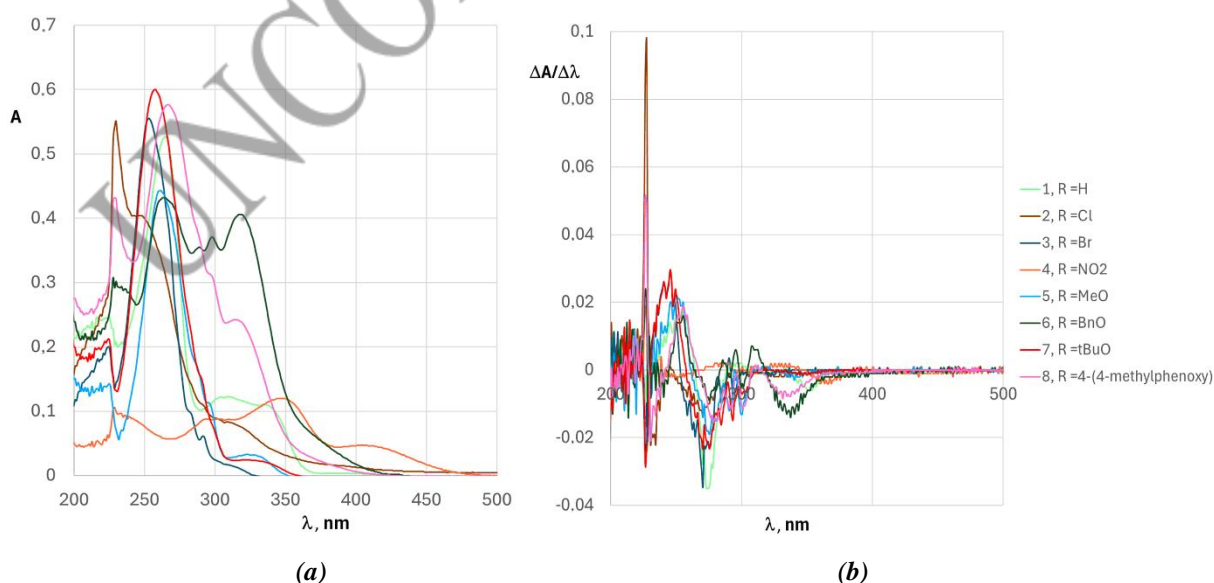 0,7
0,6
0,5
0,4
0,3
0,2
0,1
0
A
200
250
300
350
400
450
500
λ, nm
(a)
UNCO
0,1
0.08
0.06
0.04
0.02
0
-0.02
-0.04
ΔA/Δλ
200
300
400
500
λ, nm
(b)
1, R =H
2, R =Cl
3, R =Br
4, R =NO2
5, R =MeO
6, R =BnO
7, R =tBuO
8, R =4-(4-methylphenoxy)